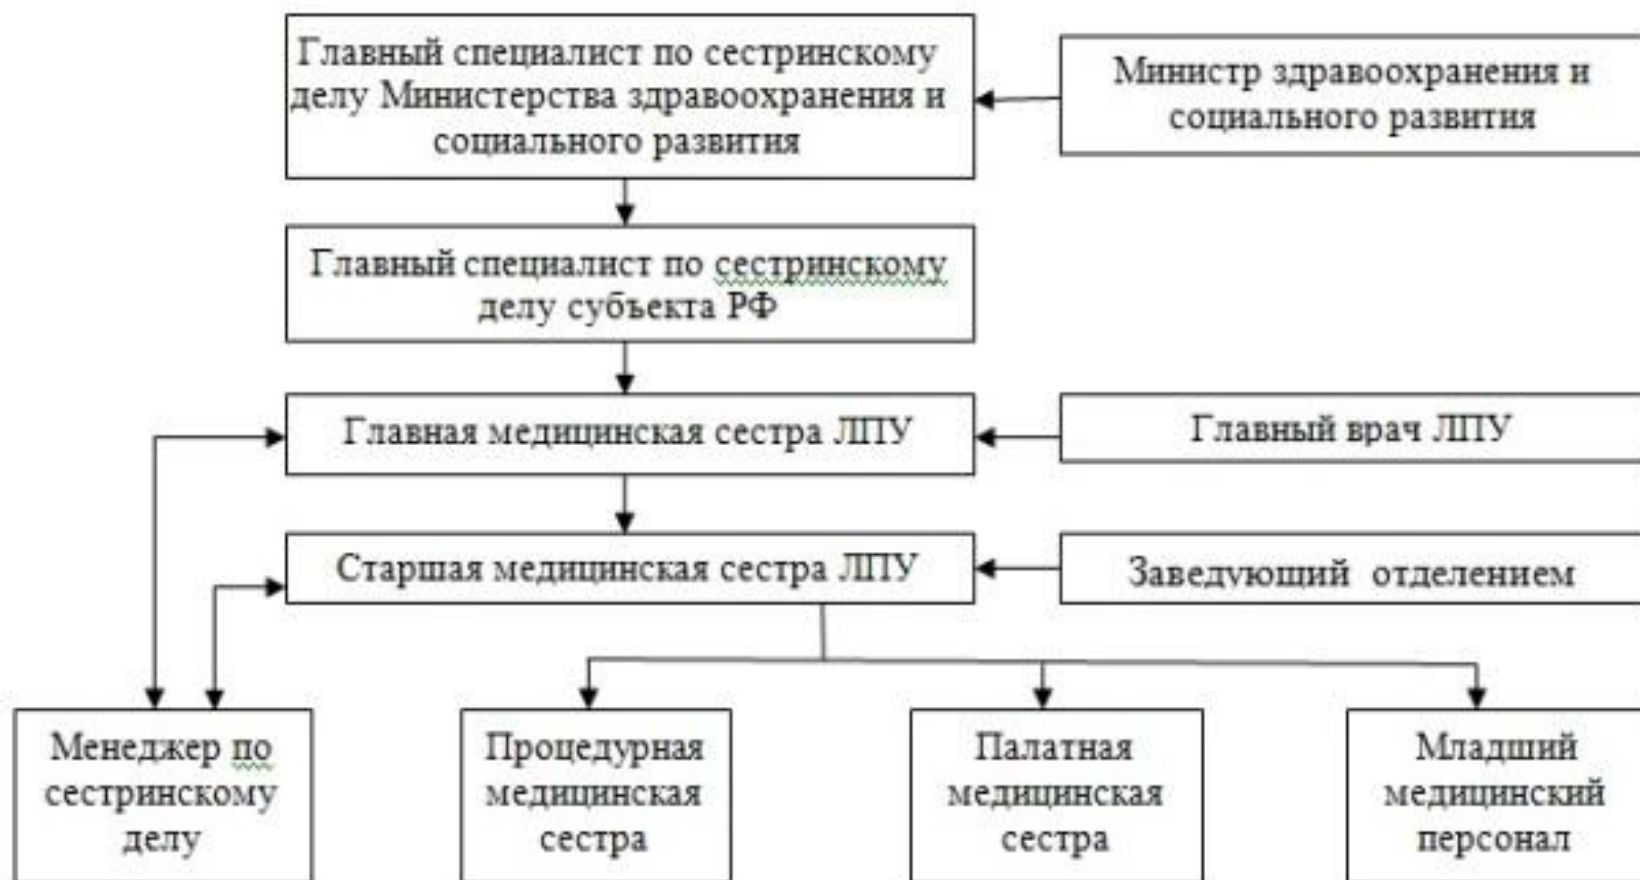 Главный специалист по сестринскому
делу Министерства здравоохранения и
социального развития
Министр здравоохранения и
социального развития
Главный специалист по сестринскому
делу субъекта РФ
Главная медицинская сестра ЛПУ
Главный врач ЛПУ
Старшая медицинская сестра ЛПУ
Заведующий отделением
Менеджер по
сестринскому
делу
Процедурная
медицинская
сестра
Палатная
медицинская
сестра
Младший
медицинский
персонал